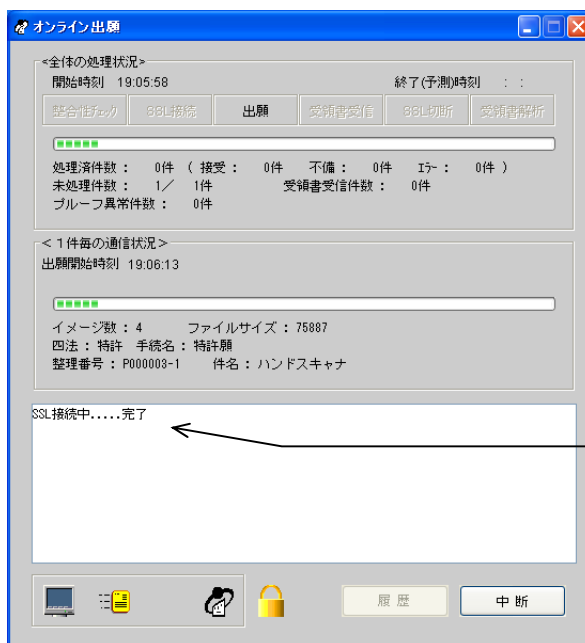 オンライン出願
<全体の処理状況>
開始時刻 19:05:58 終了(予測)時刻 : :
整合性チェック SSL接続 出願 受領書受信 SSL切断 受領書解析
処理済件数 : 0件 ( 接受 : 0件 不備 : 0件 エラー : 0件 )
未処理件数 : 1／ 1件 受領書受信件数 : 0件
プルーフ異常件数 : 0件
<１件毎の通信状況>
出願開始時刻 19:06:13
イメージ数 : 4 ファイルサイズ : 75887
四法 : 特許 手続名 : 特許願
整理番号 : P000003-1 件名 : ハンドスキャナ
SSL接続中.....完了
履歴 中断